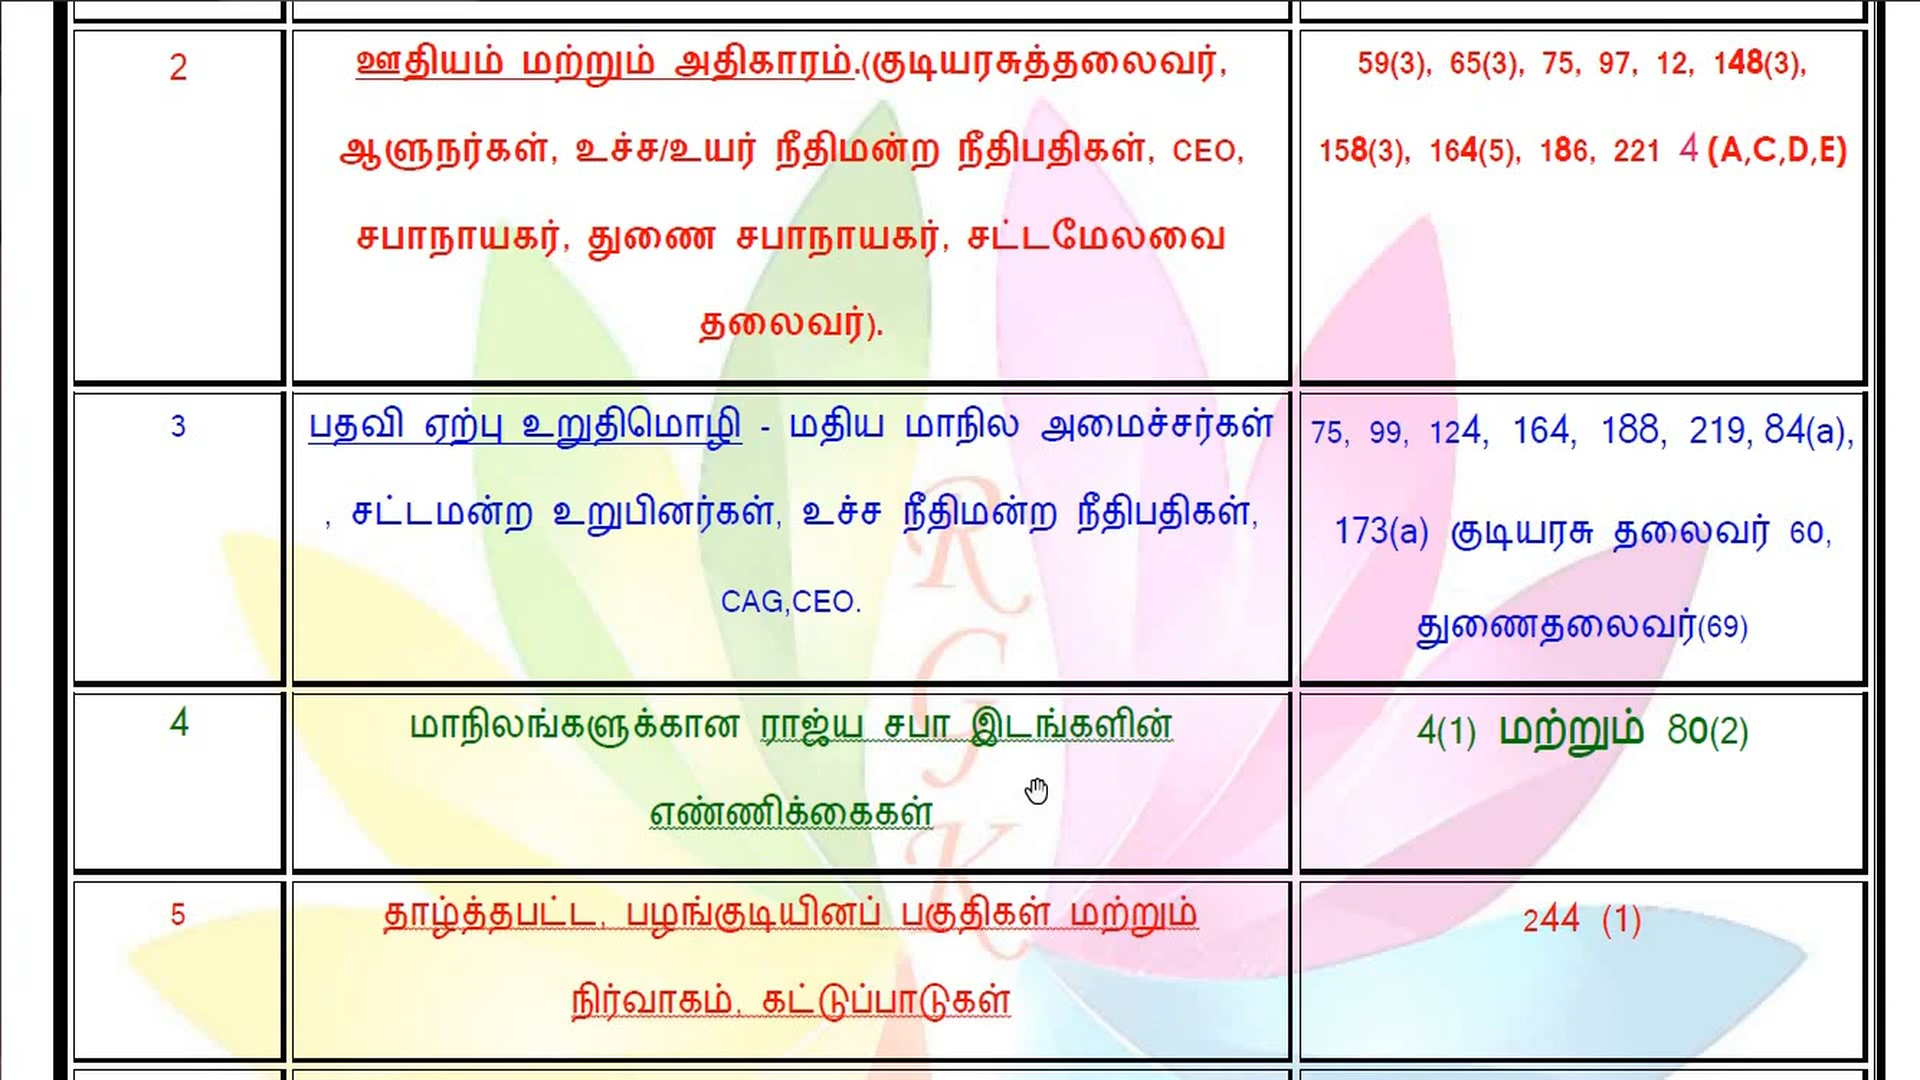 2
ஊதியம் மற்றும் அதிகாரம்.(குடியரசுத்தலைவர்,
ஆளுநர்கள், உச்ச/உயர் நீதிமன்ற நீதிபதிகள், CEO,
சபாநாயகர், துணை சபாநாயகர், சட்டமேலவை
தலைவர்).
59(3), 65(3), 75, 97, 12, 148(3),
158(3), 164(5), 186, 221 4 (A,C,D,E)
3
பதவி ஏற்பு உறுதிமொழி - மதிய மாநில அமைச்சர்கள்
, சட்டமன்ற உறுபினர்கள், உச்ச நீதிமன்ற நீதிபதிகள்,
CAG,CEO.
75, 99, 124, 164, 188, 219, 84(a),
173(a) குடியரசு தலைவர் 60,
துணைதலைவர்(69)
4
மாநிலங்களுக்கான ராஜ்ய சபா இடங்களின்
எண்ணிக்கைகள்
4(1) மற்றும் 80(2)
5
தாழ்த்தபட்ட, பழங்குடியினப் பகுதிகள் மற்றும்
நிர்வாகம், கட்டுப்பாடுகள்
244 (1)
R
G
J
K